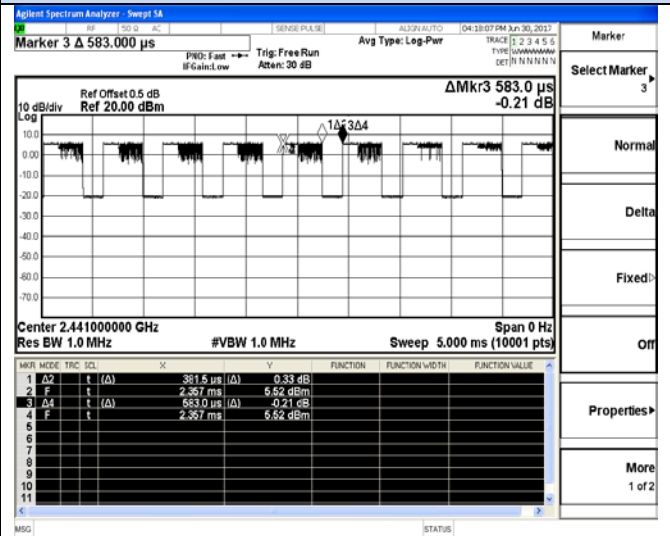 Agilent Spectrum Analyzer - Swept SA
RF 50 Ω AC SENSE:PULSE ALIGN AUTO 04:18:07 PM Jun 30, 2017
Marker 3 Δ 583.000 µs
PNO: Fast
IFGain:Low
Trig: Free Run
Atten: 30 dB
Avg Type: Log-Pwr
TRACE 1 2 3 4 5 6
TYPE
DET N N N N N N
Ref Offset 0.5 dB
10 dB/div Ref 20.00 dBm
ΔMkr3 583.0 µs
-0.21 dB
Log
10.0
0.00
-10.0
-20.0
-30.0
-40.0
-50.0
-60.0
-70.0
1Δ23Δ4
Center 2.441000000 GHz Span 0 Hz
Res BW 1.0 MHz #VBW 1.0 MHz Sweep 5.000 ms (10001 pts)
MKR MODE TRC SCL X Y FUNCTION FUNCTION WIDTH FUNCTION VALUE
1 Δ2 t (Δ) 381.5 µs (Δ) 0.33 dB
2 F t 2.357 ms 5.52 dBm
3 Δ4 t (Δ) 583.0 µs (Δ) -0.21 dB
4 F t 2.357 ms 5.52 dBm
5
6
7
8
9
10
11
MSG STATUS
Marker
Select Marker
3
Normal
Delta
Fixed
Off
Properties
More
1 of 2